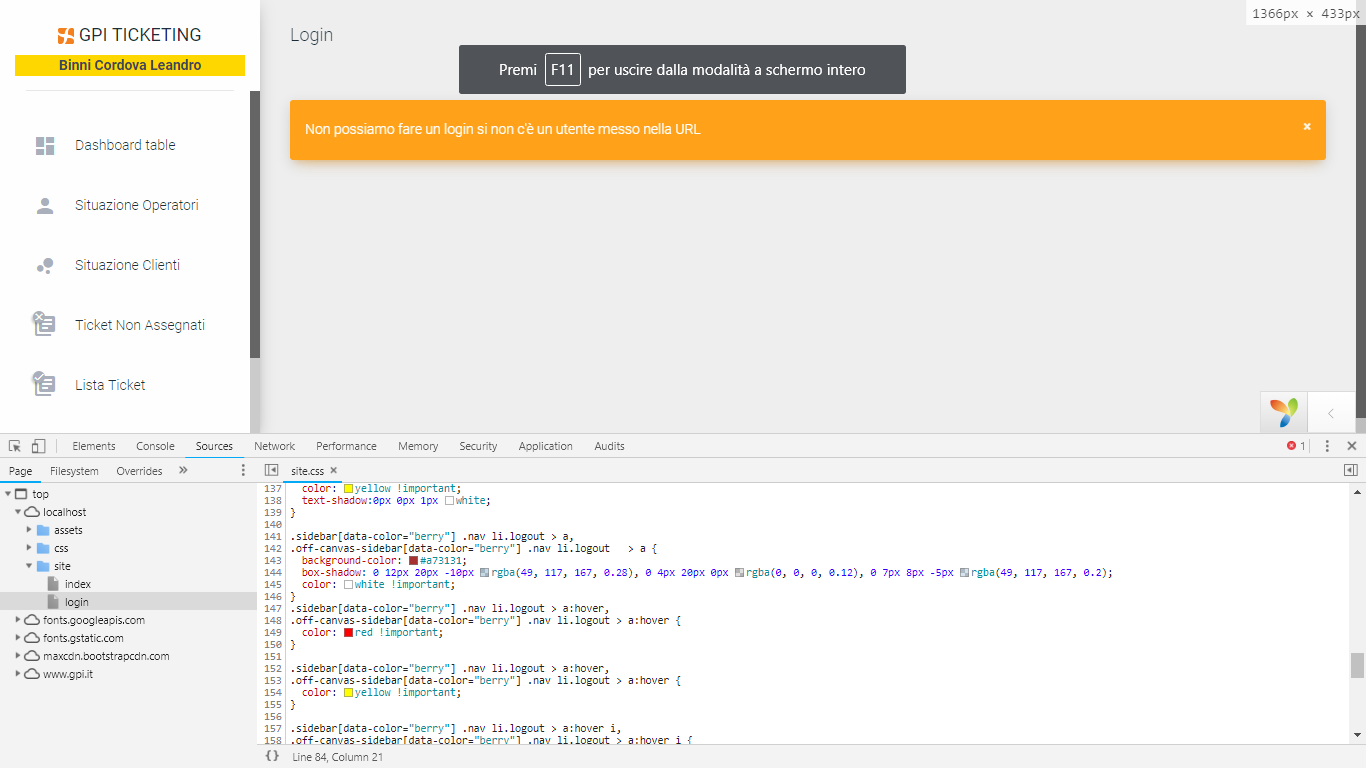 1366px × 433px
GPI TICKETING
Binni Cordova Leandro
Login
Premi F11 per uscire dalla modalità a schermo intero
Non possiamo fare un login si non c'è un utente messo nella URL
×
Dashboard table
Situazione Operatori
Situazione Clienti
Ticket Non Assegnati
Lista Ticket
Elements Console Sources Network Performance Memory Security Application Audits 1
Page Filesystem Overrides »
site.css ×
top
localhost
assets
css
site
index
login
fonts.googleapis.com
fonts.gstatic.com
maxcdn.bootstrapcdn.com
www.gpi.it
137 color: yellow !important;
138 text-shadow:0px 0px 1px white;
139 }
140
141 .sidebar[data-color="berry"] .nav li.logout > a,
142 .off-canvas-sidebar[data-color="berry"] .nav li.logout > a {
143 background-color: #a73131;
144 box-shadow: 0 12px 20px -10px rgba(49, 117, 167, 0.28), 0 4px 20px 0px rgba(0, 0, 0, 0.12), 0 7px 8px -5px rgba(49, 117, 167, 0.2);
145 color: white !important;
146 }
147 .sidebar[data-color="berry"] .nav li.logout > a:hover,
148 .off-canvas-sidebar[data-color="berry"] .nav li.logout > a:hover {
149 color: red !important;
150 }
151
152 .sidebar[data-color="berry"] .nav li.logout > a:hover,
153 .off-canvas-sidebar[data-color="berry"] .nav li.logout > a:hover {
154 color: yellow !important;
155 }
156
157 .sidebar[data-color="berry"] .nav li.logout > a:hover i,
158 .off-canvas-sidebar[data-color="berry"] .nav li.logout > a:hover i {
{} Line 84, Column 21